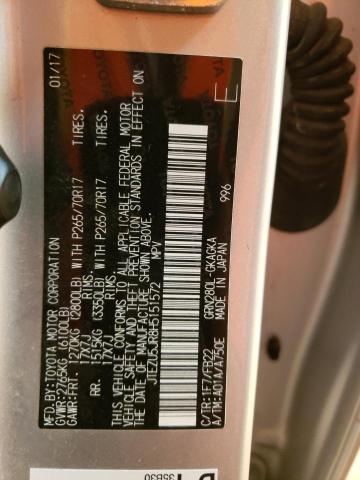 MFD.BY:TOYOTA MOTOR CORPORATION 01/17
GVWR:2765KG (6100LB)
GAWR:FRT. 1270KG (2800LB) WITH P265/70R17 TIRES.
17X7J RIMS.
RR. 1515KG (3350LB) WITH P265/70R17 TIRES.
17X7J RIMS.
THIS VEHICLE CONFORMS TO ALL APPLICABLE FEDERAL MOTOR
VEHICLE SAFETY AND THEFT PREVENTION STANDARDS IN EFFECT ON
THE DATE OF MANUFACTURE SHOWN ABOVE.
JTEZU5JR8H5151572 MPV
996
C/TR:1F7/FB22 GRN280L-GKAGKA
A/TM:A01A/A750E MADE IN JAPAN
E
35B30